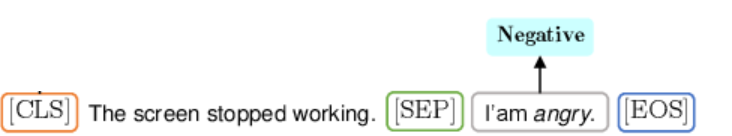 Negative
[CLS] The screen stopped working. [SEP] I'am angry. [EOS]